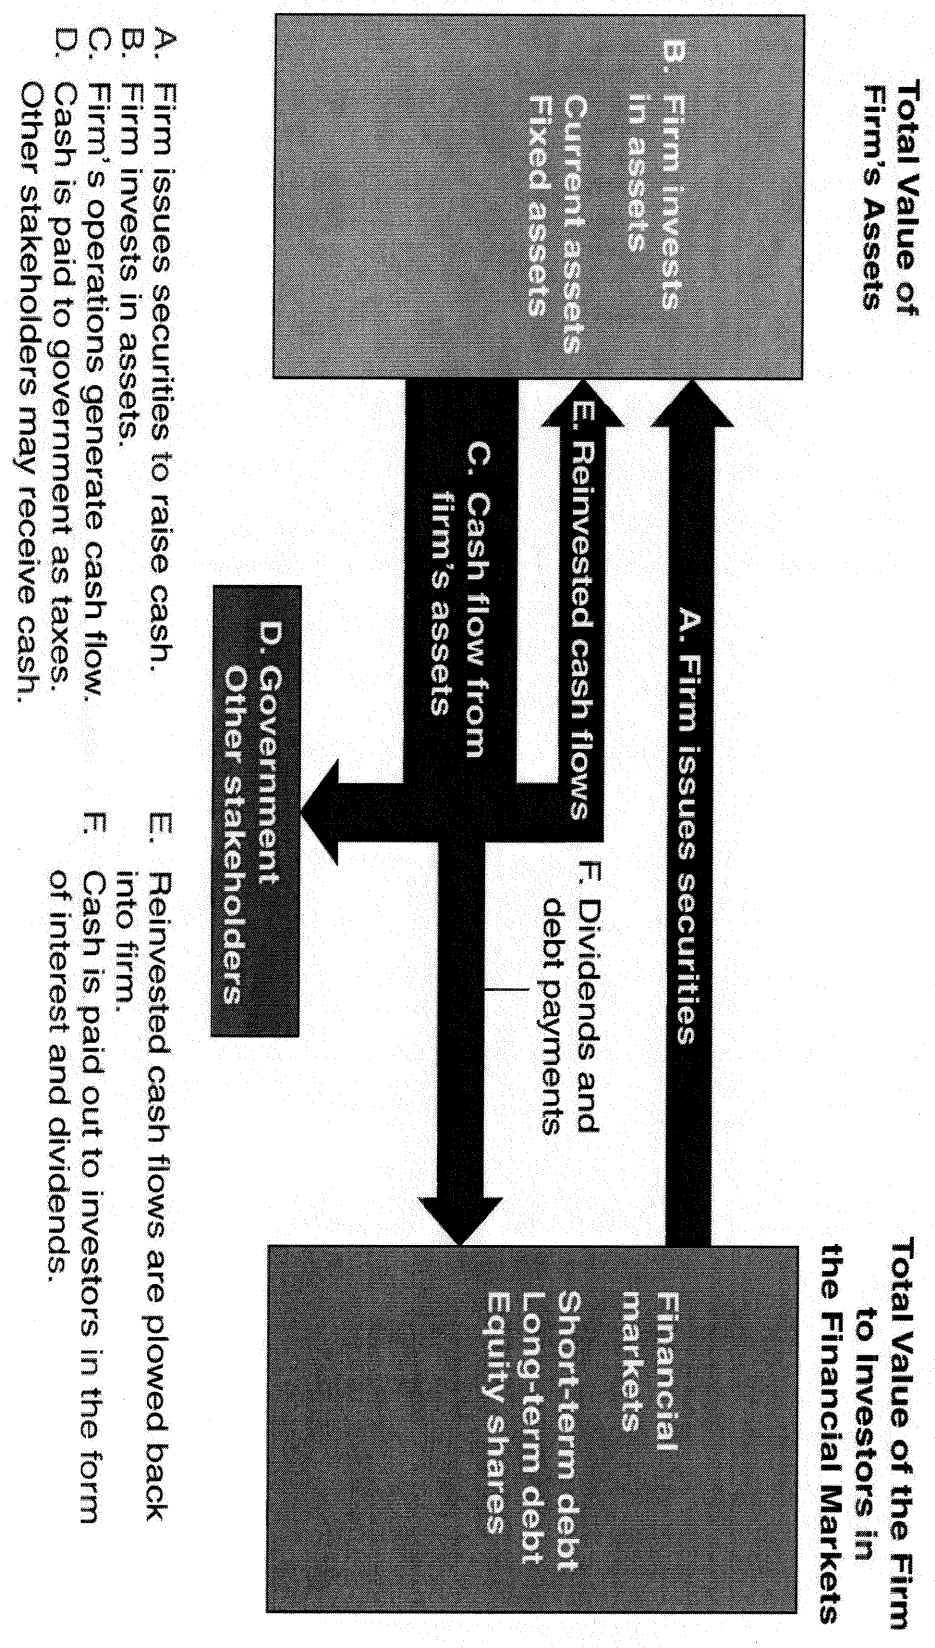 Total Value of
Firm's Assets
Total Value of the Firm
to Investors in
the Financial Markets
B. Firm invests
in assets
Current assets
Fixed assets
A. Firm issues securities
E. Reinvested cash flows
F. Dividends and
debt payments
C. Cash flow from
firm's assets
D. Government
Other stakeholders
Financial
markets
Short-term debt
Long-term debt
Equity shares
A. Firm issues securities to raise cash.
B. Firm invests in assets.
C. Firm's operations generate cash flow.
D. Cash is paid to government as taxes.
Other stakeholders may receive cash.
E. Reinvested cash flows are plowed back
into firm.
F. Cash is paid out to investors in the form
of interest and dividends.